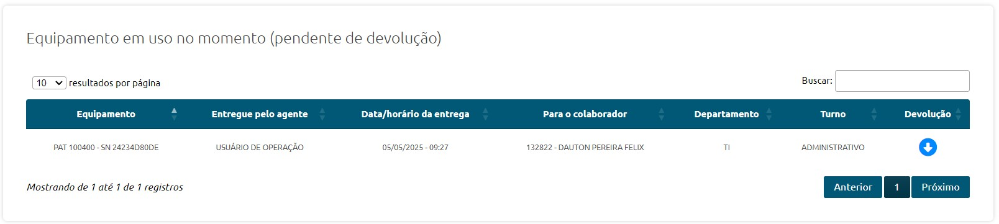 Equipamento em uso no momento (pendente de devolução)
10 resultados por página Buscar:
Equipamento Entregue pelo agente Data/horário da entrega Para o colaborador Departamento Turno Devolução
PAT 100400 - SN 24234D80DE USUÁRIO DE OPERAÇÃO 05/05/2025 - 09:27 132822 - DAUTON PEREIRA FELIX TI ADMINISTRATIVO
Mostrando de 1 até 1 de 1 registros Anterior 1 Próximo